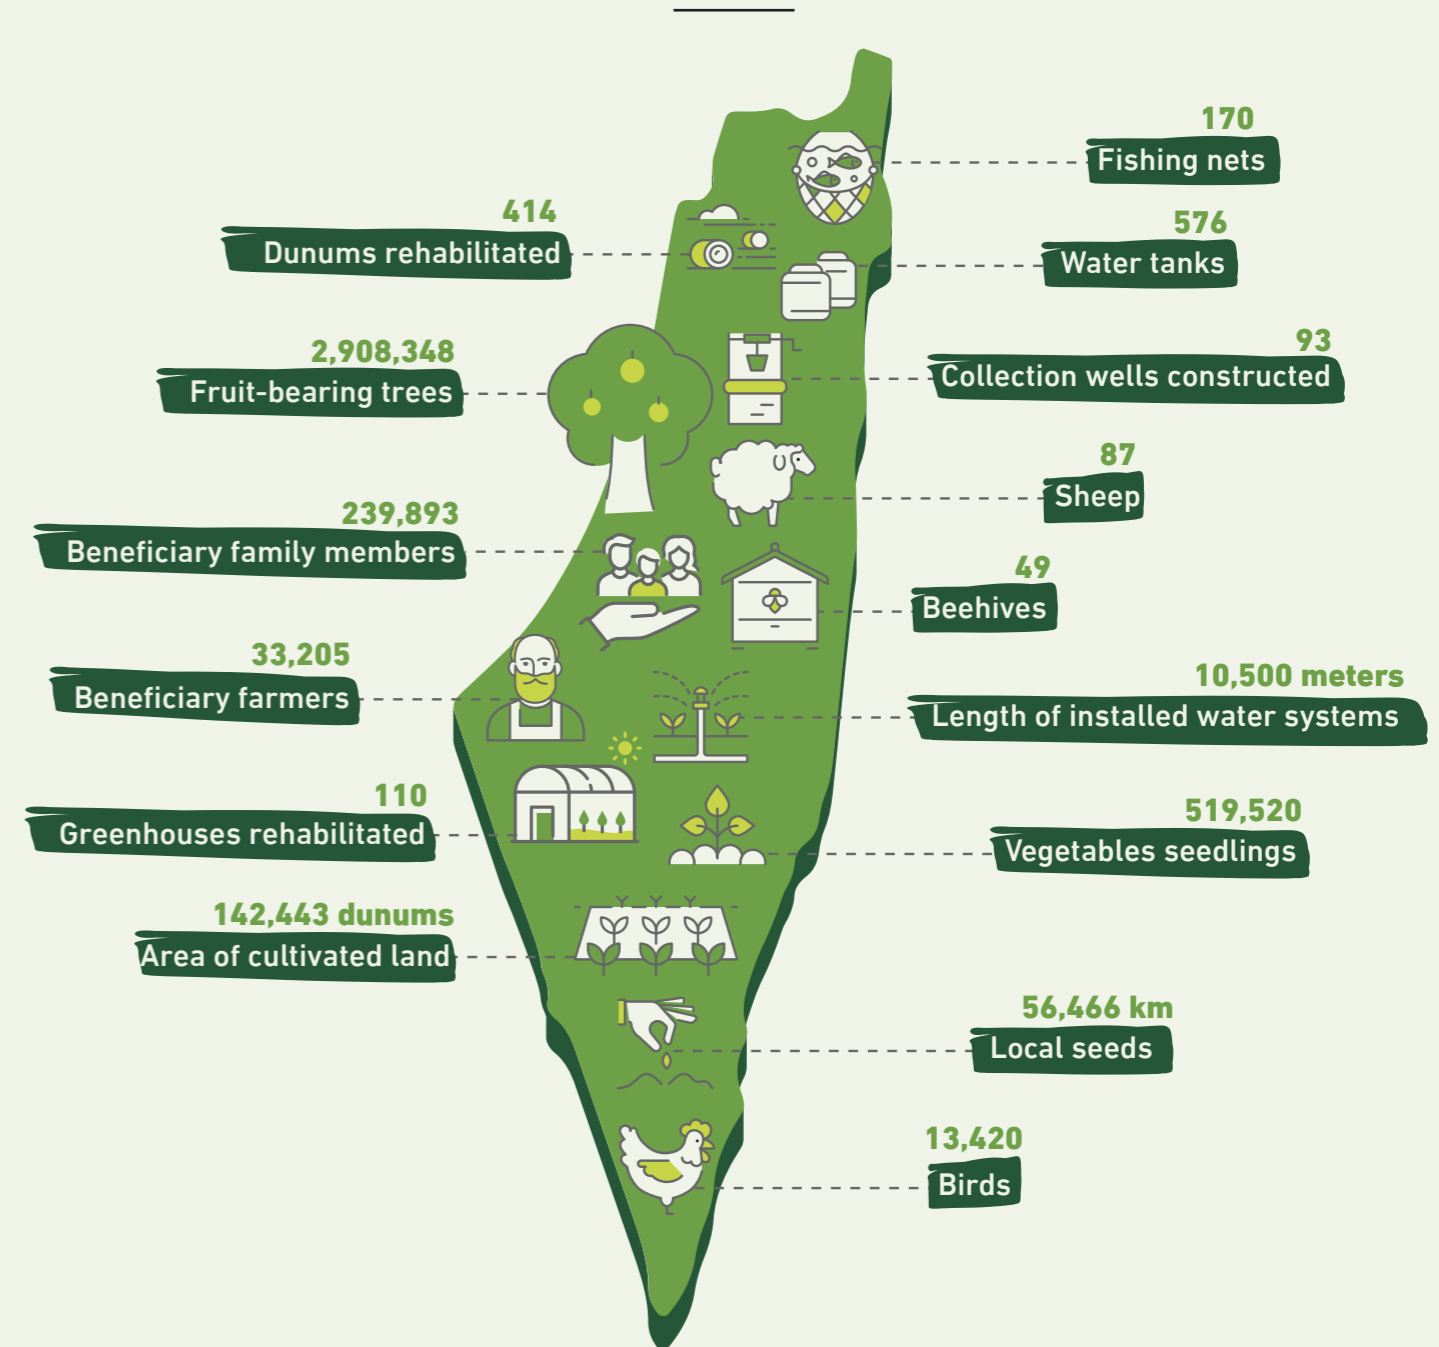 170
Fishing nets
414
Dunums rehabilitated
576
Water tanks
2,908,348
Fruit-bearing trees
93
Collection wells constructed
87
Sheep
239,893
Beneficiary family members
49
Beehives
33,205
Beneficiary farmers
10,500 meters
Length of installed water systems
110
Greenhouses rehabilitated
519,520
Vegetables seedlings
142,443 dunums
Area of cultivated land
56,466 km
Local seeds
13,420
Birds